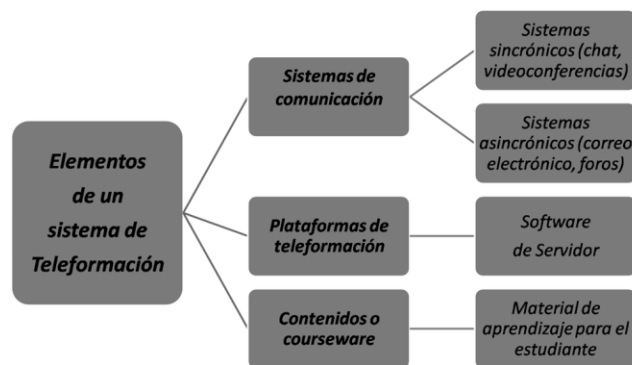 Elementos
de un
sistema de
Teleformación
Sistemas de
comunicación
Sistemas
sincrónicos (chat,
videoconferencias)
Sistemas
asincrónicos (correo
electrónico, foros)
Plataformas de
teleformación
Software
de Servidor
Contenidos o
courseware
Material de
aprendizaje para el
estudiante